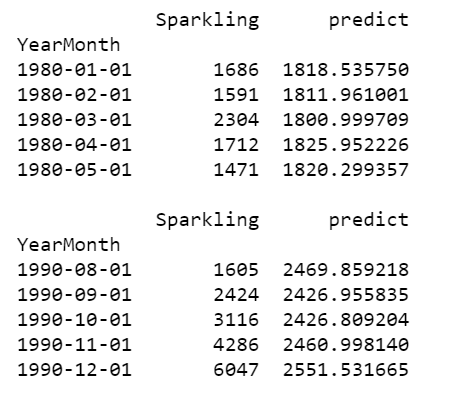 Sparkling predict
YearMonth
1980-01-01 1686 1818.535750
1980-02-01 1591 1811.961001
1980-03-01 2304 1800.999709
1980-04-01 1712 1825.952226
1980-05-01 1471 1820.299357
Sparkling predict
YearMonth
1990-08-01 1605 2469.859218
1990-09-01 2424 2426.955835
1990-10-01 3116 2426.809204
1990-11-01 4286 2460.998140
1990-12-01 6047 2551.531665